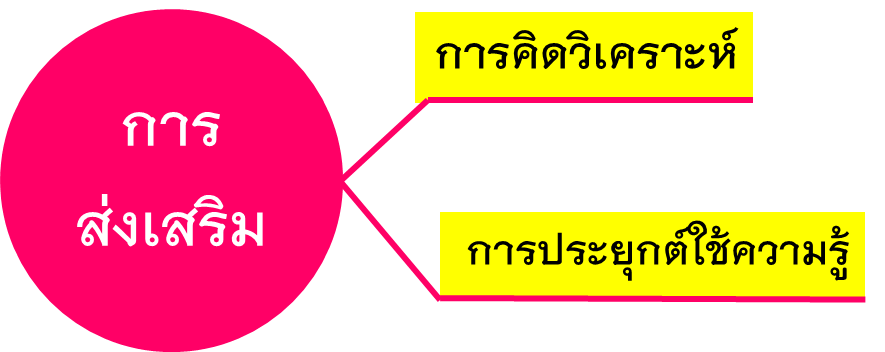 การ
ส่งเสริม
การคิดวิเคราะห์
การประยุกต์ใช้ความรู้